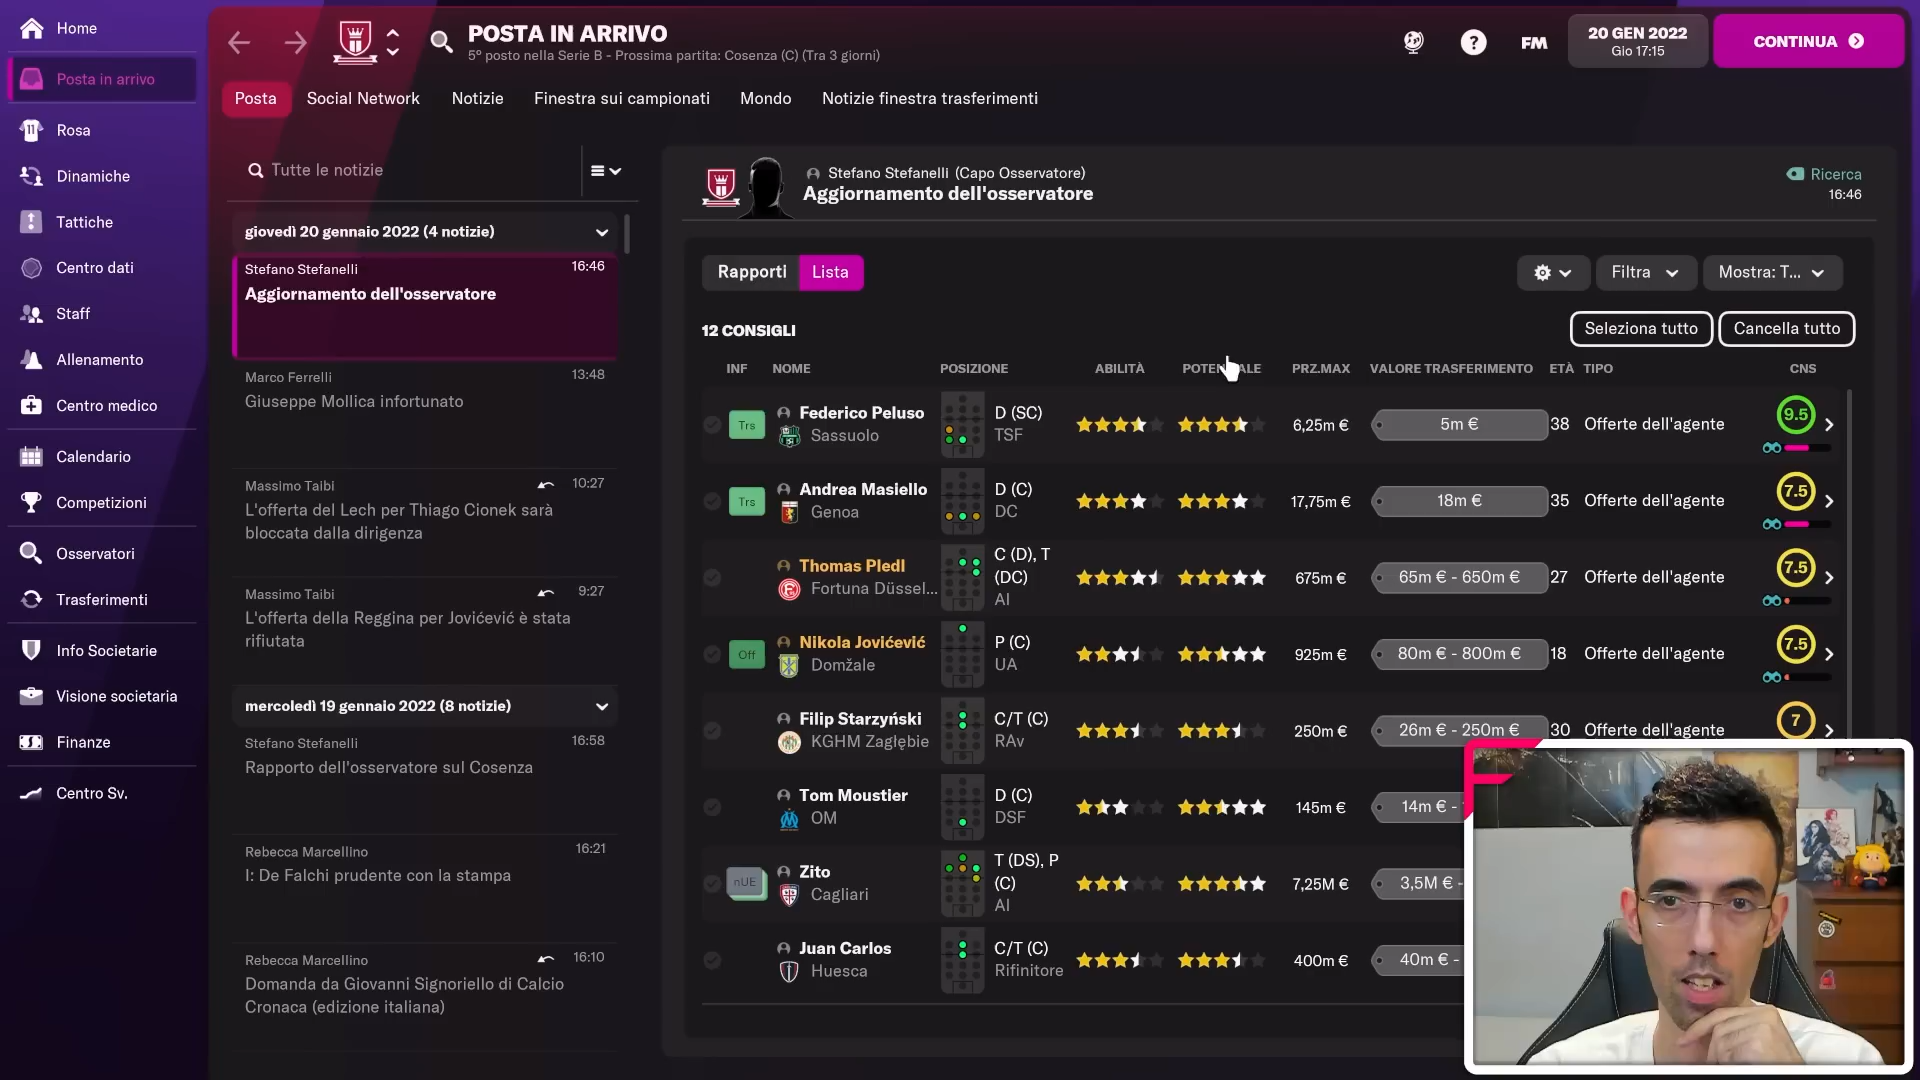 Home
Posta in arrivo
Rosa
Dinamiche
Tattiche
Centro dati
Staff
Allenamento
Centro medico
Calendario
Competizioni
Osservatori
Trasferimenti
Info Societarie
Visione societaria
Finanze
Centro Sv.
POSTA IN ARRIVO
5° posto nella Serie B - Prossima partita: Cosenza (C) (Tra 3 giorni)
FM
20 GEN 2022
Gio 17:15
CONTINUA
Posta Social Network Notizie Finestra sui campionati Mondo Notizie finestra trasferimenti
Tutte le notizie
giovedì 20 gennaio 2022 (4 notizie)
Stefano Stefanelli 16:46
Aggiornamento dell'osservatore
Marco Ferrelli 13:48
Giuseppe Mollica infortunato
Massimo Taibi 10:27
L'offerta del Lech per Thiago Cionek sarà
bloccata dalla dirigenza
Massimo Taibi 9:27
L'offerta della Reggina per Jovićević è stata
rifiutata
mercoledì 19 gennaio 2022 (8 notizie)
Stefano Stefanelli 16:58
Rapporto dell'osservatore sul Cosenza
Rebecca Marcellino 16:21
I: De Falchi prudente con la stampa
Rebecca Marcellino 16:10
Domanda da Giovanni Signoriello di Calcio
Cronaca (edizione italiana)
Stefano Stefanelli (Capo Osservatore)
Aggiornamento dell'osservatore
Ricerca
16:46
Rapporti Lista
Filtra Mostra: T...
12 CONSIGLI
Seleziona tutto Cancella tutto
INF NOME POSIZIONE ABILITÀ PRZ.MAX VALORE TRASFERIMENTO ETÀ TIPO CNS
Trs Federico Peluso D (SC) 6,25m € 5m € 38 Offerte dell'agente 9.5
Sassuolo TSF
Trs Andrea Masiello D (C) 17,75m € 18m € 35 Offerte dell'agente 7.5
Genoa DC
Thomas Pledl C (D), T 675m € 65m € - 650m € 27 Offerte dell'agente 7.5
Fortuna Düssel... (DC)
AI
Off Nikola Jovićević P (C) 925m € 80m € - 800m € 18 Offerte dell'agente 7.5
Domžale UA
Filip Starzyński C/T (C) 250m € 26m € - 250m € 30 Offerte dell'agente 7
KGHM Zagłębie RAv
Tom Moustier D (C) 145m € 14m € -
OM DSF
nUE Zito T (DS), P 7,25M € 3,5M € -
Cagliari (C)
AI
Juan Carlos C/T (C) 400m € 40m € -
Huesca Rifinitore